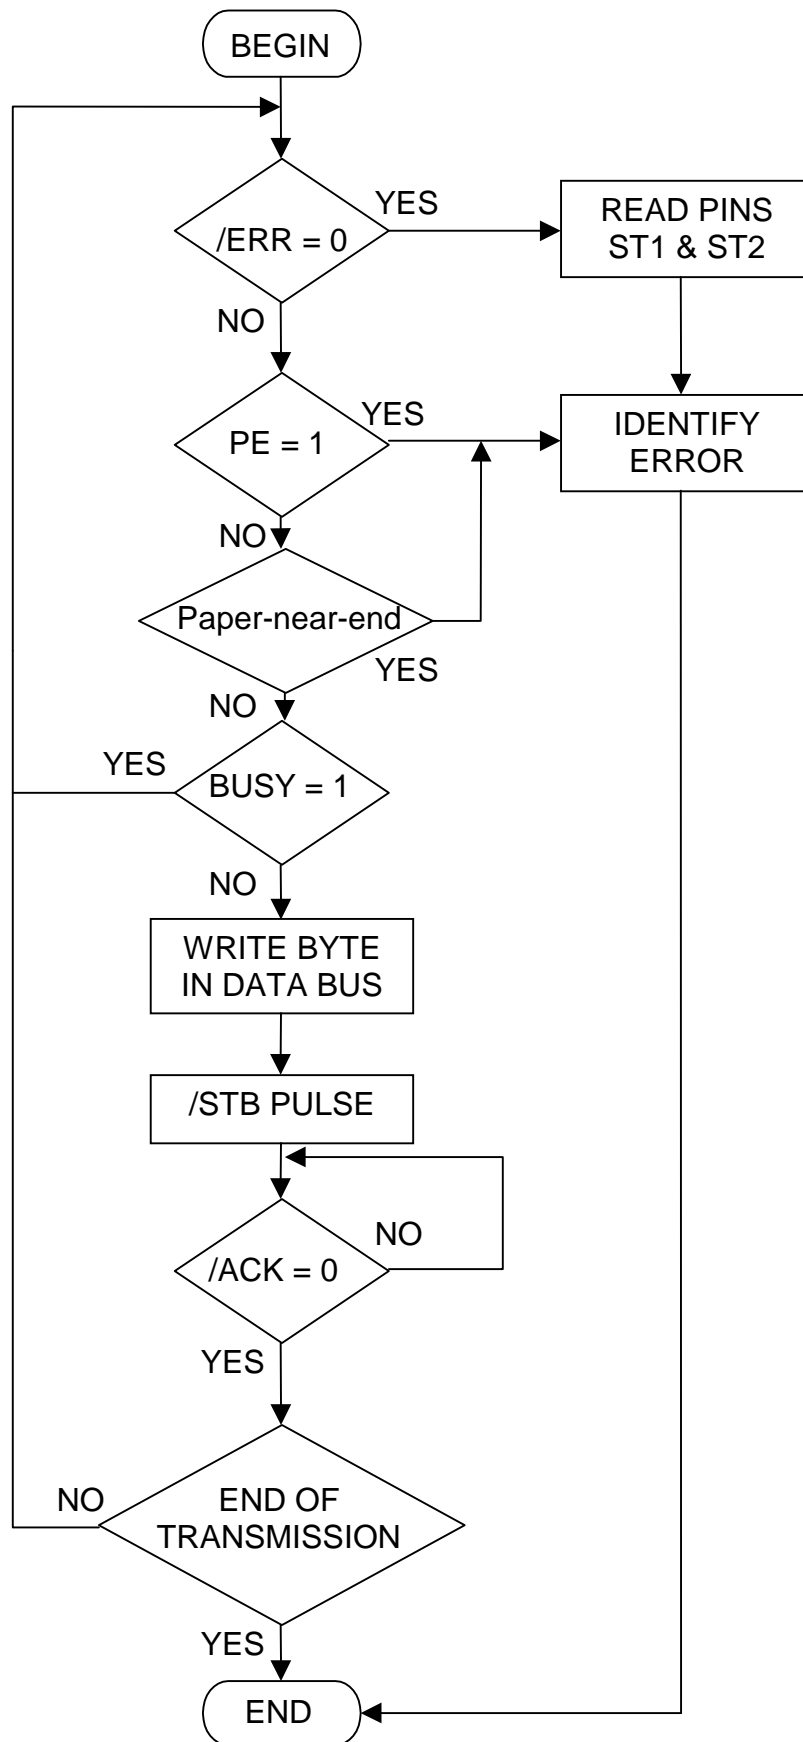 BEGIN
YES
/ERR = 0
READ PINS
ST1 & ST2
NO
YES
PE = 1
IDENTIFY
ERROR
NO
Paper-near-end
YES
NO
YES
BUSY = 1
NO
WRITE BYTE
IN DATA BUS
/STB PULSE
NO
/ACK = 0
YES
NO
END OF
TRANSMISSION
YES
END